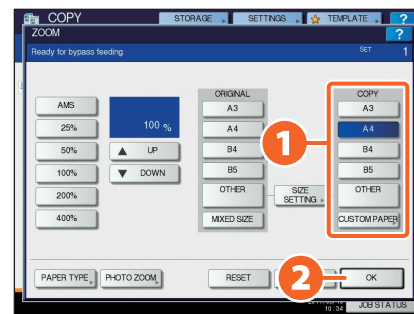 COPY
STORAGE
SETTINGS
TEMPLATE
?
ZOOM
?
Ready for bypass feeding.
SET 1
ORIGINAL
COPY
AMS
25%
50%
100%
200%
400%
100 %
UP
DOWN
A3
A4
B4
B5
OTHER
MIXED SIZE
SIZE
SETTING
A3
A4
B4
B5
OTHER
CUSTOM PAPER
1
PAPER TYPE
PHOTO ZOOM
RESET
2
OK
10:34
JOB STATUS